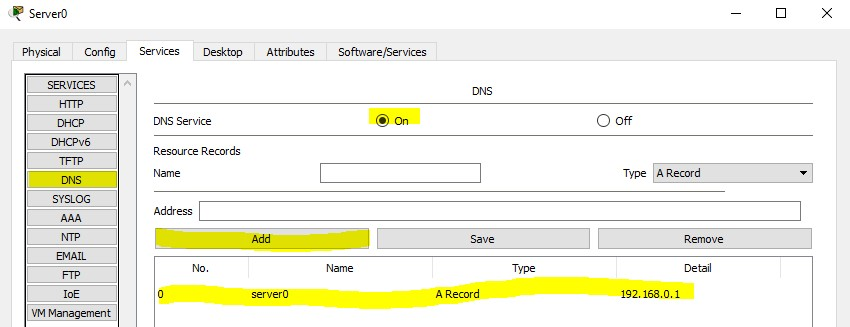 Server0
Physical Config Services Desktop Attributes Software/Services
SERVICES
HTTP
DHCP
DHCPv6
TFTP
DNS
SYSLOG
AAA
NTP
EMAIL
FTP
IoE
VM Management
DNS
DNS Service On Off
Resource Records
Name Type A Record
Address
Add Save Remove
No. Name Type Detail
0 server0 A Record 192.168.0.1